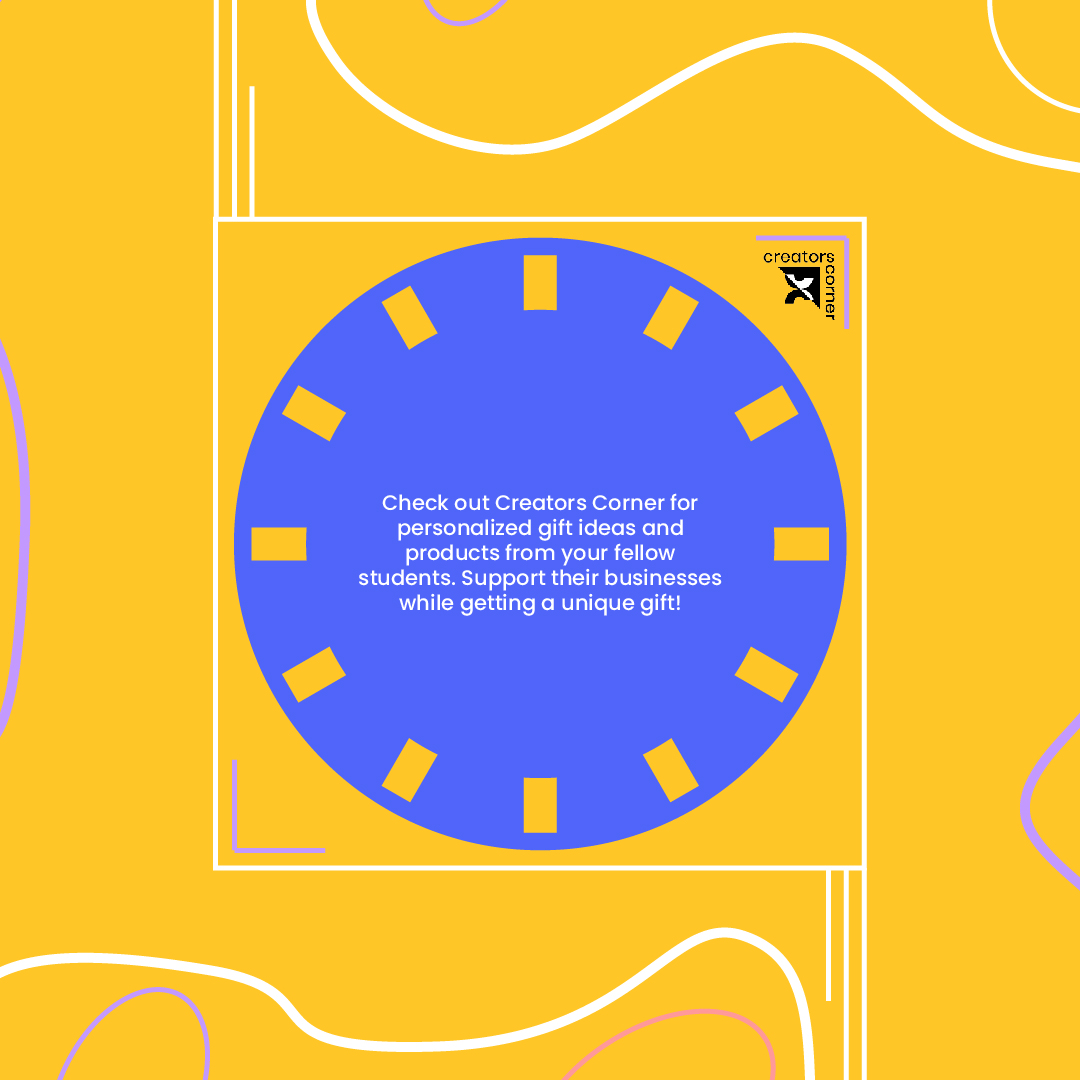 creators
corner
Check out Creators Corner for
personalized gift ideas and
products from your fellow
students. Support their businesses
while getting a unique gift!